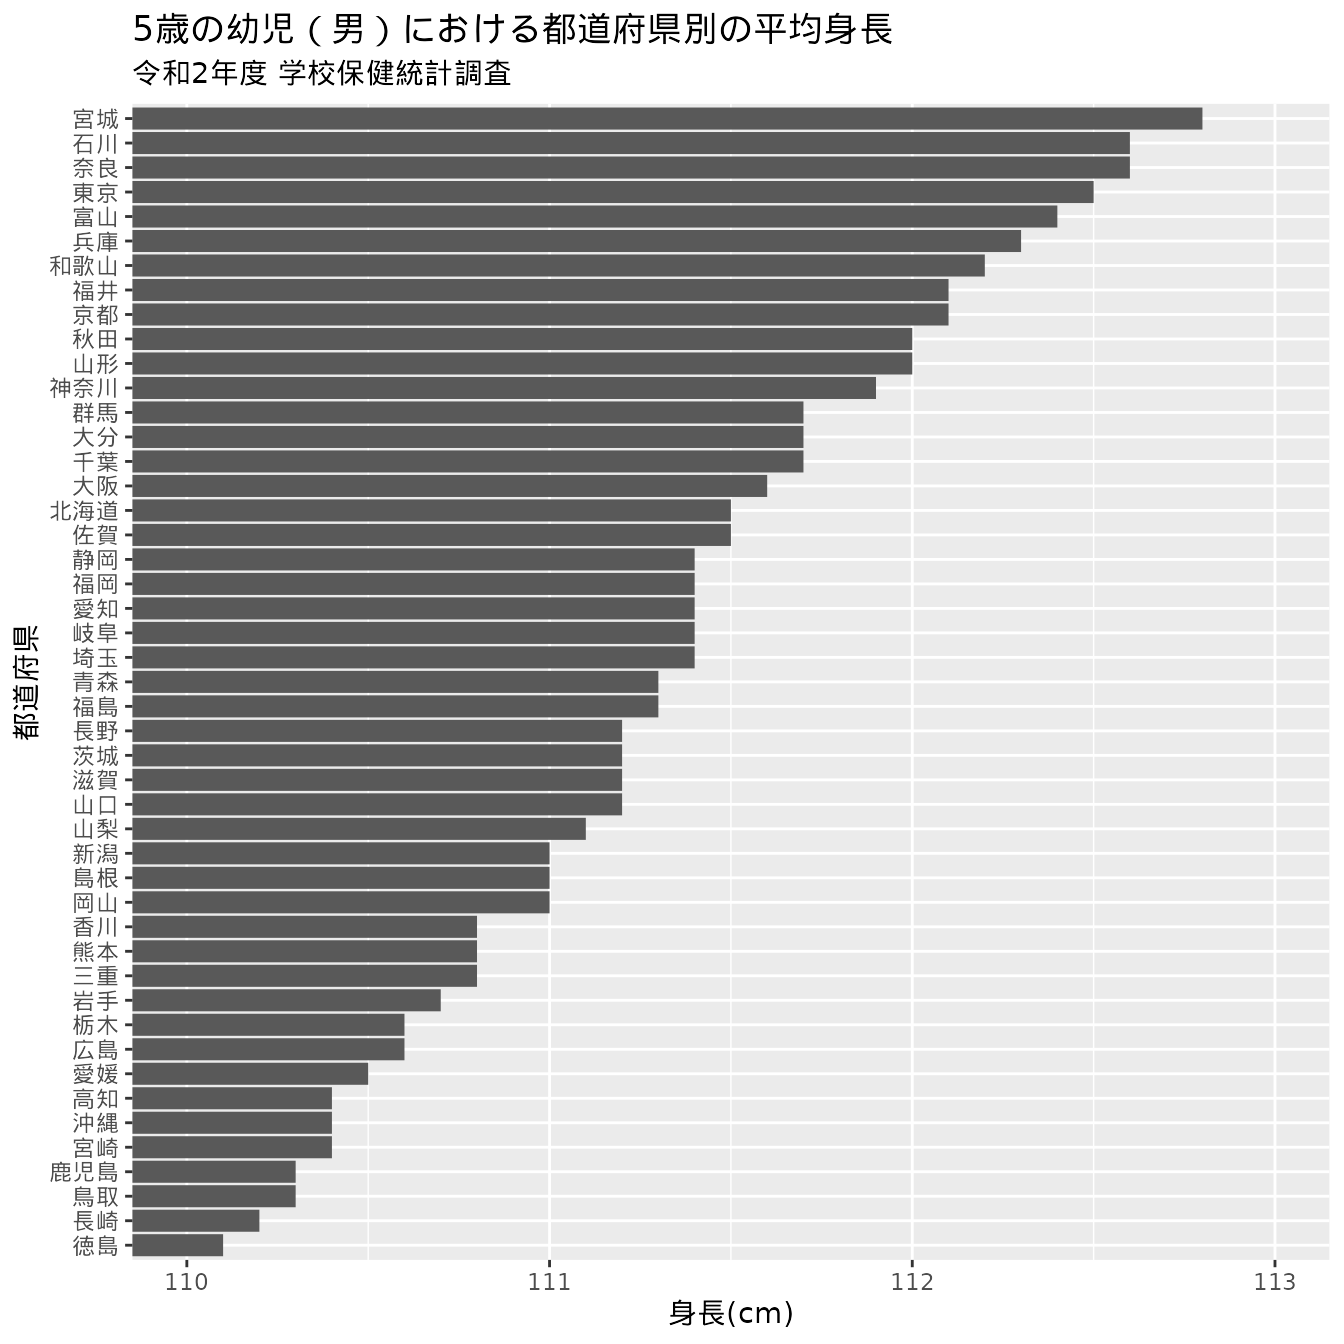 5歳の幼児（男）における都道府県別の平均身長
令和2年度 学校保健統計調査
宮城
石川
奈良
東京
富山
兵庫
和歌山
福井
京都
秋田
山形
神奈川
群馬
大分
千葉
大阪
北海道
佐賀
静岡
福岡
愛知
岐阜
埼玉
青森
福島
長野
茨城
滋賀
山口
山梨
新潟
島根
岡山
香川
熊本
三重
岩手
栃木
広島
愛媛
高知
沖縄
宮崎
鹿児島
鳥取
長崎
徳島
都道府県
110 111 112 113
身長(cm)